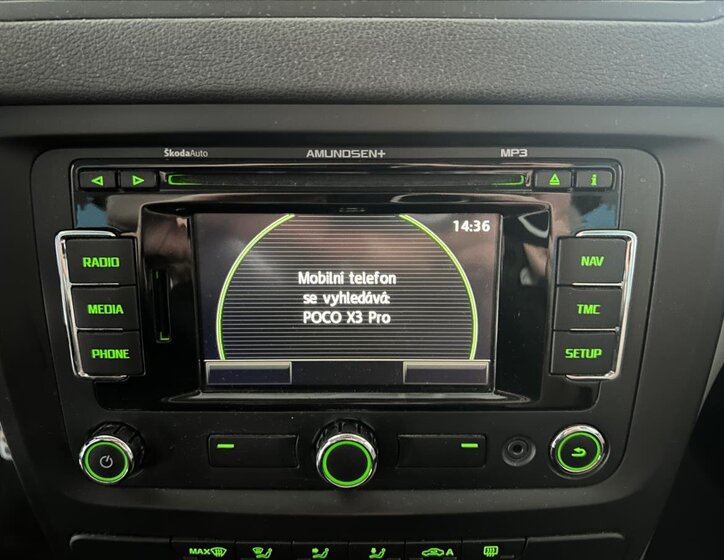 ŠkodaAuto AMUNDSEN+ MP3
i
14:36
RADIO
NAV
Mobilní telefon
se vyhledává:
POCO X3 Pro
MEDIA
TMC
PHONE
SETUP
MAX
A